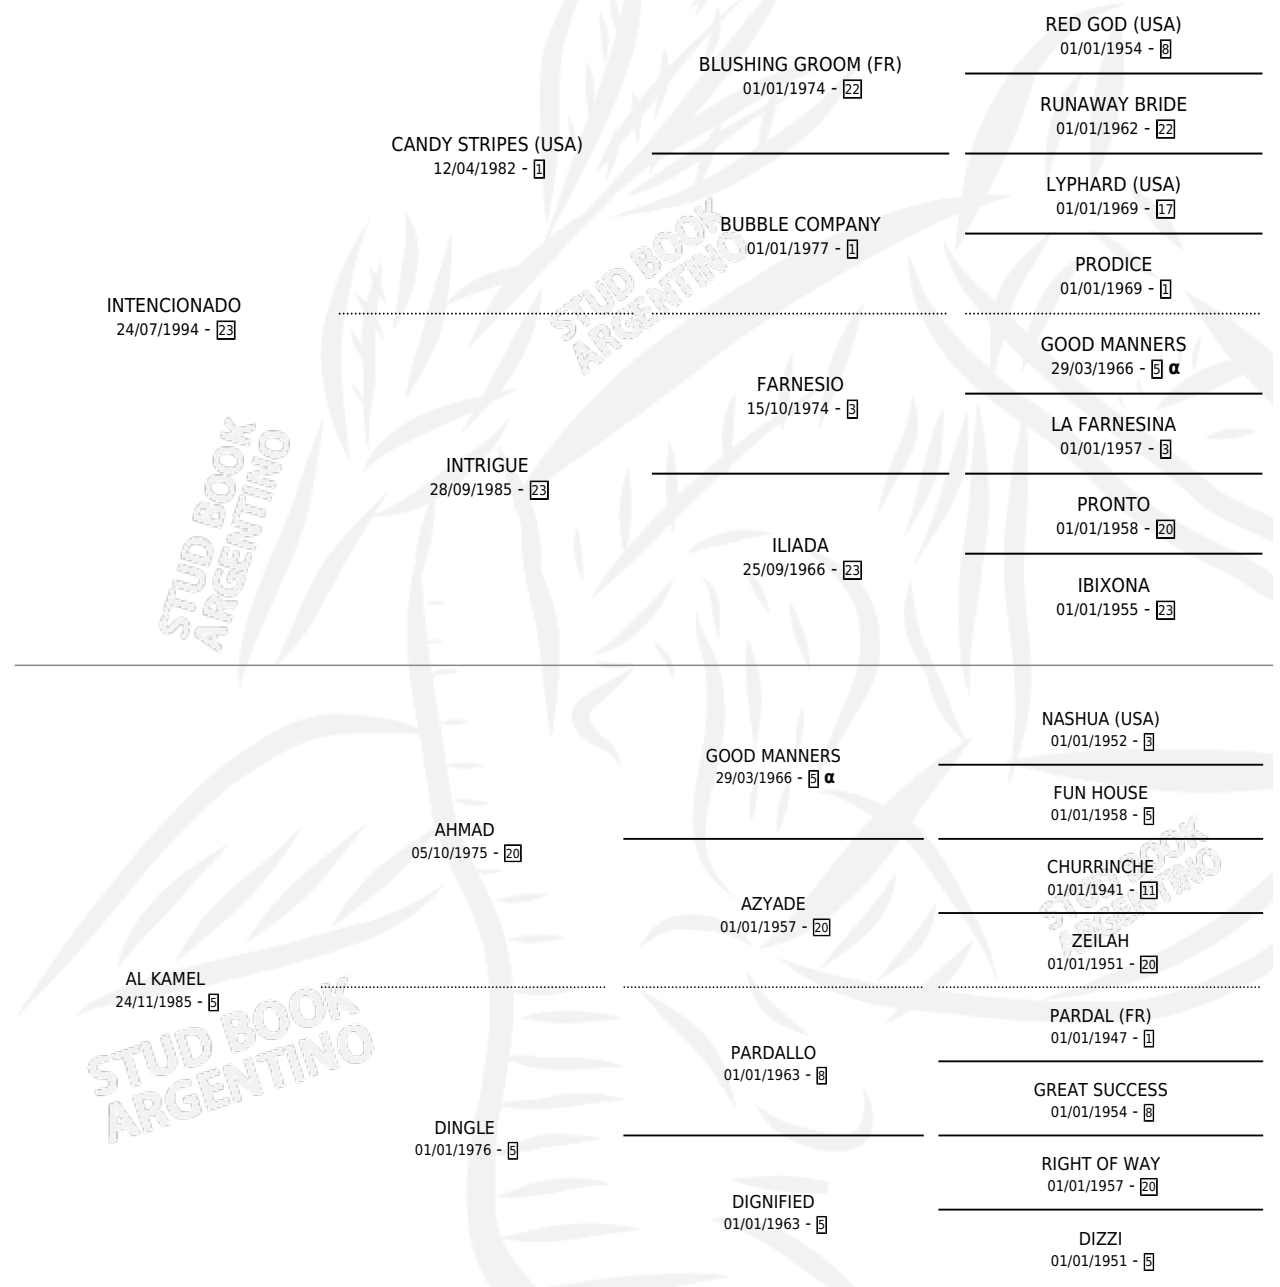 RED GOD (USA)
01/01/1954 - 8
BLUSHING GROOM (FR)
01/01/1974 - 22
RUNAWAY BRIDE
01/01/1962 - 22
CANDY STRIPES (USA)
12/04/1982 - 1
LYPHARD (USA)
01/01/1969 - 17
BUBBLE COMPANY
01/01/1977 - 1
PRODICE
01/01/1969 - 1
INTENCIONADO
24/07/1994 - 23
GOOD MANNERS
29/03/1966 - 5 α
FARNESIO
15/10/1974 - 3
LA FARNESINA
01/01/1957 - 3
INTRIGUE
28/09/1985 - 23
PRONTO
01/01/1958 - 20
ILIADA
25/09/1966 - 23
IBIXONA
01/01/1955 - 23
STUD BOOK
ARGENTINO
STUD BOOK
ARGENTINO
NASHUA (USA)
01/01/1952 - 3
GOOD MANNERS
29/03/1966 - 5 α
FUN HOUSE
01/01/1958 - 5
AHMAD
05/10/1975 - 20
CHURRINCHE
01/01/1941 - 11
AZYADE
01/01/1957 - 20
ZEILAH
01/01/1951 - 20
AL KAMEL
24/11/1985 - 5
PARDAL (FR)
01/01/1947 - 1
PARDALLO
01/01/1963 - 8
GREAT SUCCESS
01/01/1954 - 8
DINGLE
01/01/1976 - 5
RIGHT OF WAY
01/01/1957 - 20
DIGNIFIED
01/01/1963 - 5
DIZZI
01/01/1951 - 5
STUD BOOK
ARGENTINO
STUD BOOK
ARGENTINO